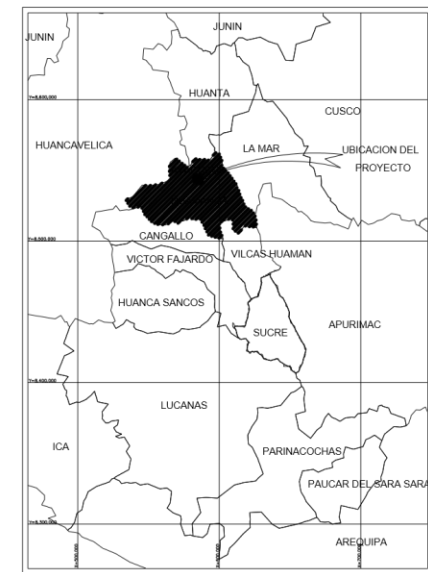 JUNIN
JUNIN
HUANTA
CUSCO
HUANCAVELICA
LA MAR
UBICACION DEL
PROYECTO
CANGALLO
VICTOR FAJARDO
VILCAS HUAMAN
HUANCA SANCOS
SUCRE
APURIMAC
LUCANAS
ICA
PARINACOCHAS
PAUCAR DEL SARA SARA
AREQUIPA